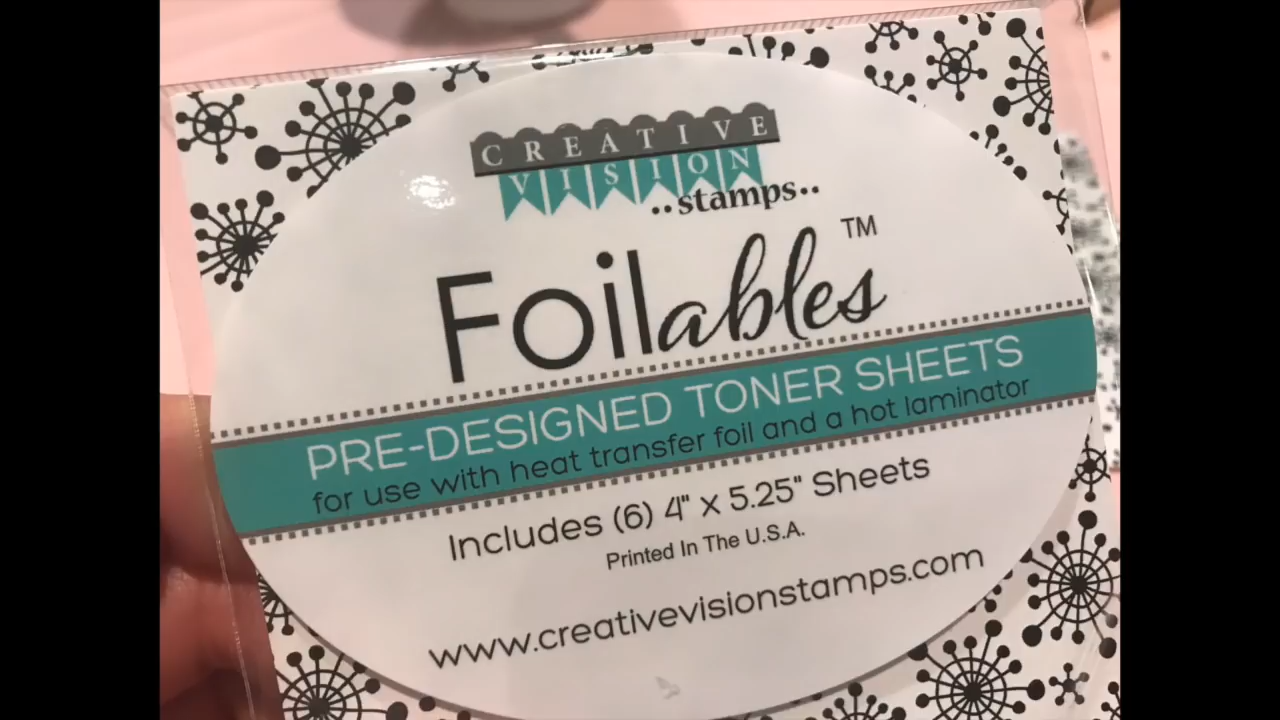 CREATIVE
VISION
..stamps..
Foilables™
PRE-DESIGNED TONER SHEETS
for use with heat transfer foil and a hot laminator
Includes (6) 4" x 5.25" Sheets
Printed In The U.S.A.
www.creativevisionstamps.com